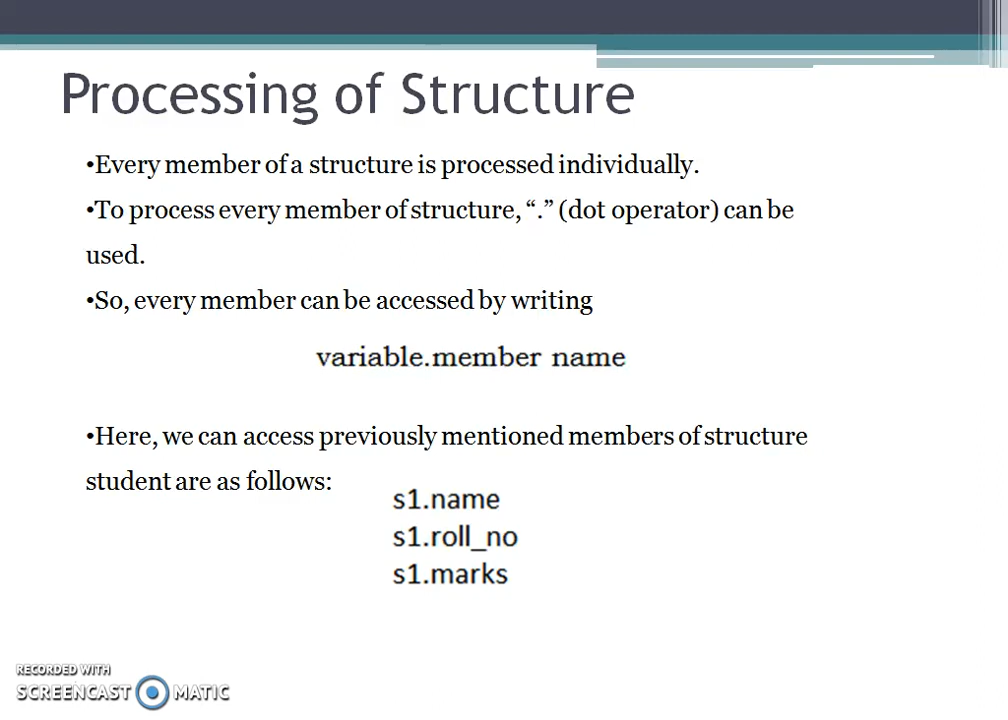 Processing of Structure
•Every member of a structure is processed individually.
•To process every member of structure, “.” (dot operator) can be
used.
•So, every member can be accessed by writing
variable.member name
•Here, we can access previously mentioned members of structure
student are as follows:
s1.name
s1.roll_no
s1.marks
RECORDED WITH
SCREENCAST MATIC